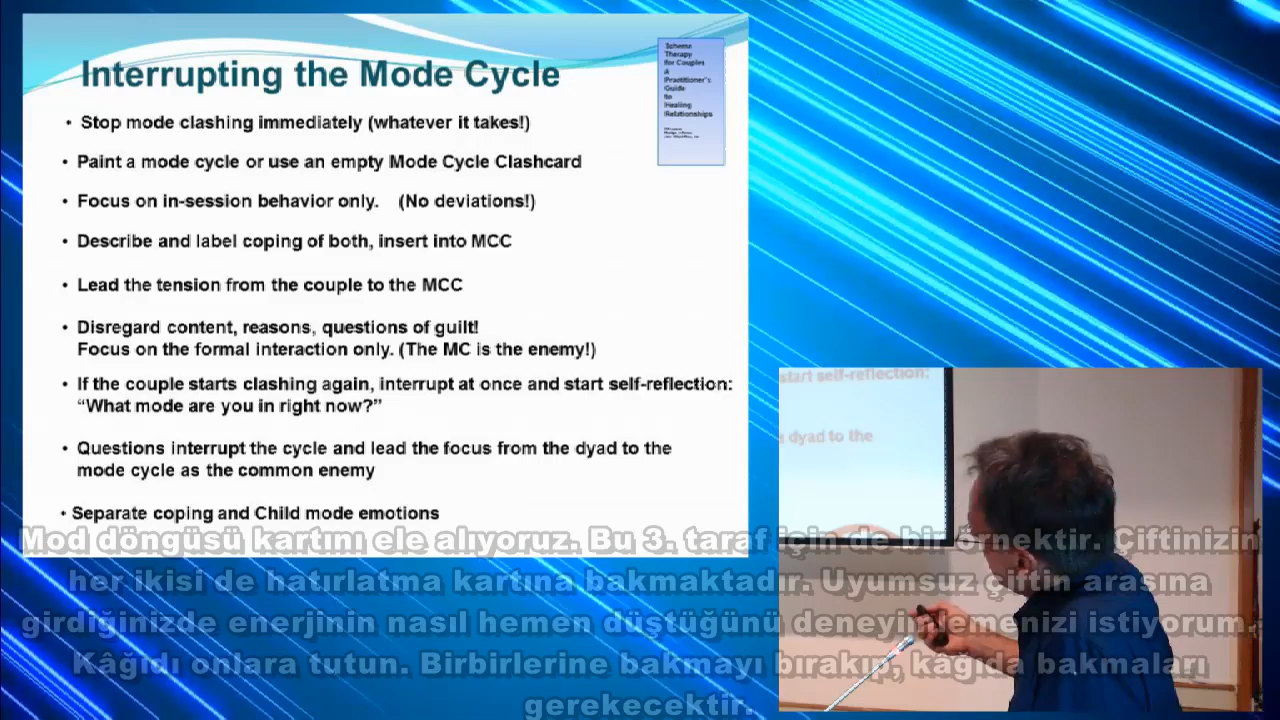 Interrupting the Mode Cycle
Schema
Therapy
for Couples
A
Practitioner's
Guide
to
Healing
Relationships
• Stop mode clashing immediately (whatever it takes!)
• Paint a mode cycle or use an empty Mode Cycle Clashcard
• Focus on in-session behavior only. (No deviations!)
• Describe and label coping of both, insert into MCC
• Lead the tension from the couple to the MCC
• Disregard content, reasons, questions of guilt!
Focus on the formal interaction only. (The MC is the enemy!)
• If the couple starts clashing again, interrupt at once and start self-reflection:
“What mode are you in right now?”
• Questions interrupt the cycle and lead the focus from the dyad to the
mode cycle as the common enemy
• Separate coping and Child mode emotions
start self-reflection:
dyad to the
Mod döngüsü kartını ele alıyoruz. Bu 3. taraf için de bir örnektir. Çiftinizin
her ikisi de hatırlatma kartına bakmaktadır. Uyumsuz çiftin arasına
girdiğinizde enerjinin nasıl hemen düştüğünü deneyimlemenizi istiyorum.
Kâğıdı onlara tutun. Birbirlerine bakmayı bırakıp, kâğıda bakmaları
gerekecektir.